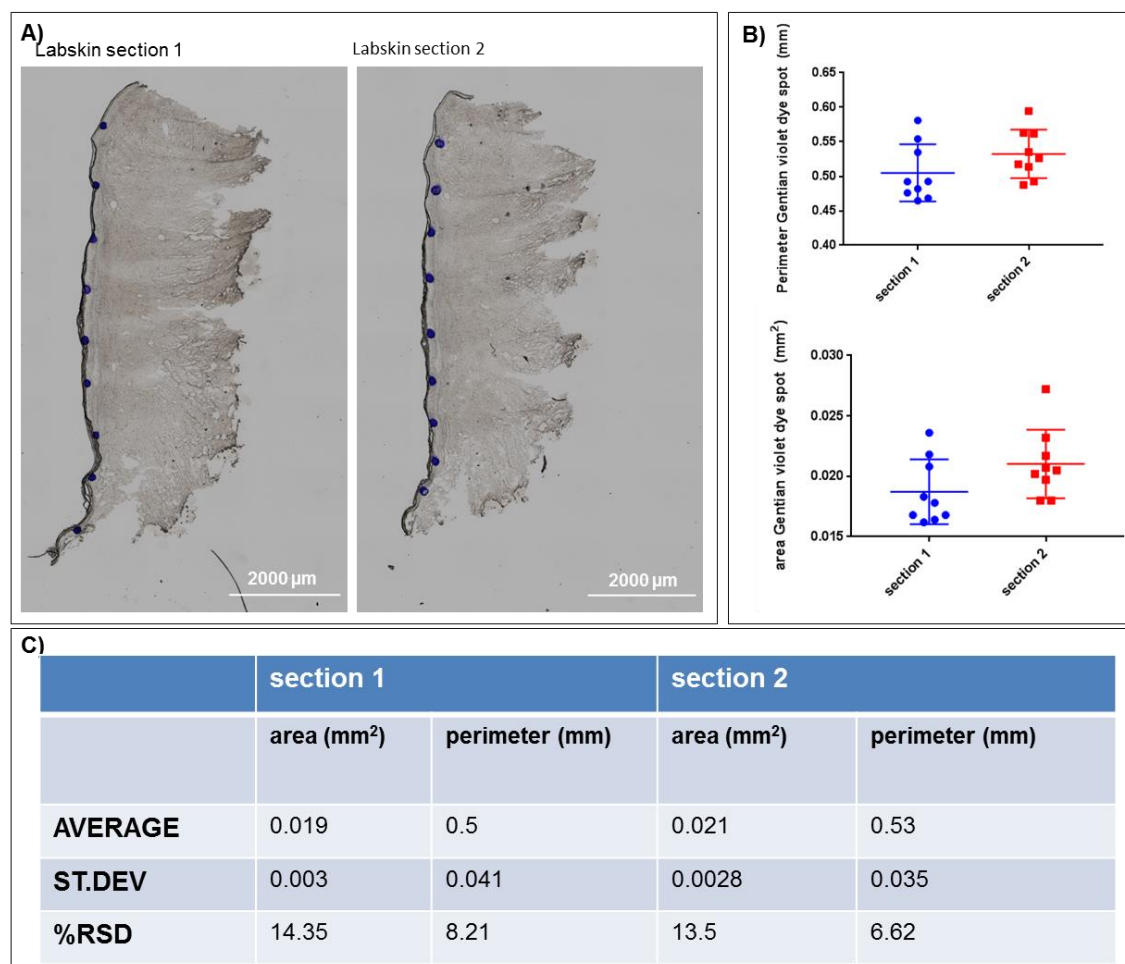 A)
Labskin section 1
Labskin section 2
2000 µm
2000 µm
B)
Perimeter Gentian violet dye spot (mm)
0.65
0.60
0.55
0.50
0.45
0.40
section 1
section 2
area Gentian violet dye spot (mm²)
0.030
0.025
0.020
0.015
section 1
section 2
C)
section 1 section 2
area (mm²) perimeter (mm) area (mm²) perimeter (mm)
AVERAGE 0.019 0.5 0.021 0.53
ST.DEV 0.003 0.041 0.0028 0.035
%RSD 14.35 8.21 13.5 6.62